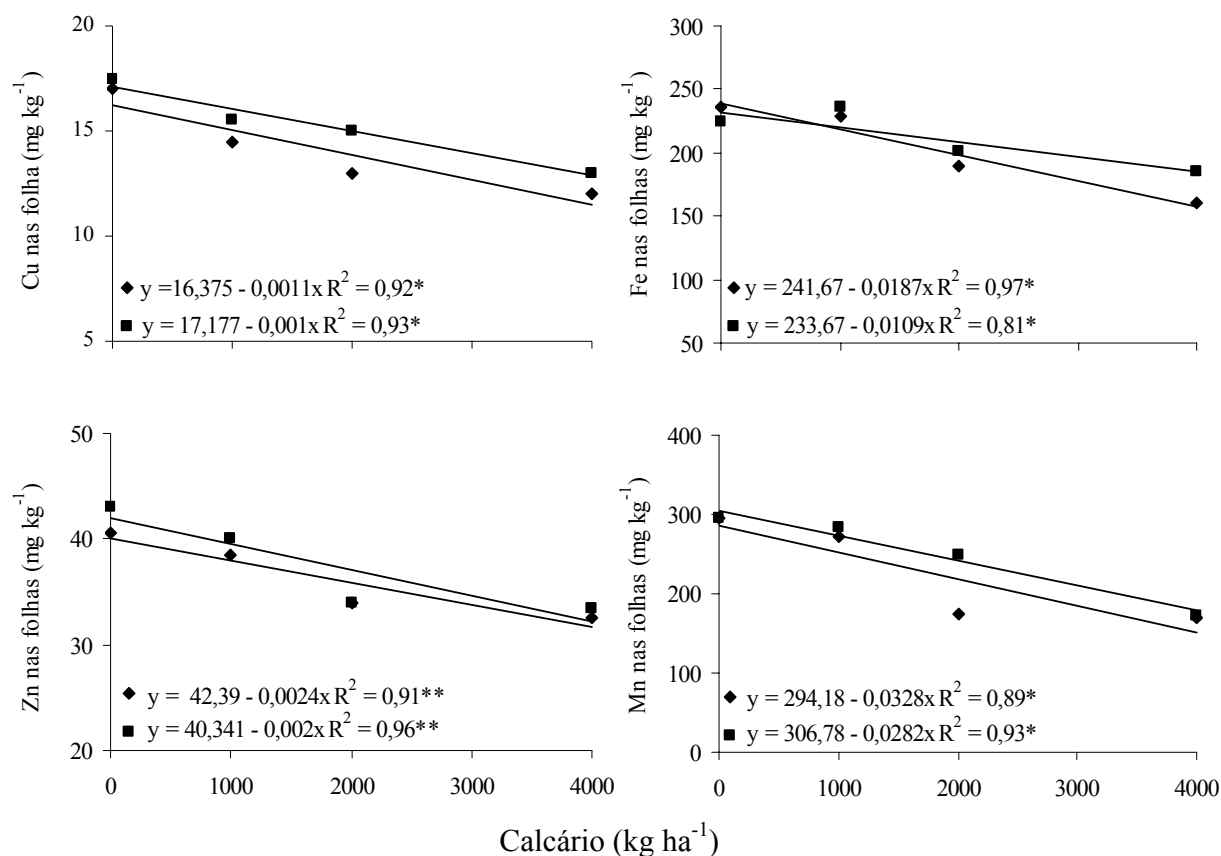 20
15
10
5
Cu nas folha (mg kg-1)
y =16,375 - 0,0011x R2 = 0,92*
y = 17,177 - 0,001x R2 = 0,93*
300
250
200
150
100
50
Fe nas folhas (mg kg-1)
y = 241,67 - 0,0187x R2 = 0,97*
y = 233,67 - 0,0109x R2 = 0,81*
50
40
30
20
Zn nas folhas (mg kg-1)
y = 42,39 - 0,0024x R2 = 0,91**
y = 40,341 - 0,002x R2 = 0,96**
0 1000 2000 3000 4000
400
300
200
100
0
Mn nas folhas (mg kg-1)
y = 294,18 - 0,0328x R2 = 0,89*
y = 306,78 - 0,0282x R2 = 0,93*
0 1000 2000 3000 4000
Calcário (kg ha-1)